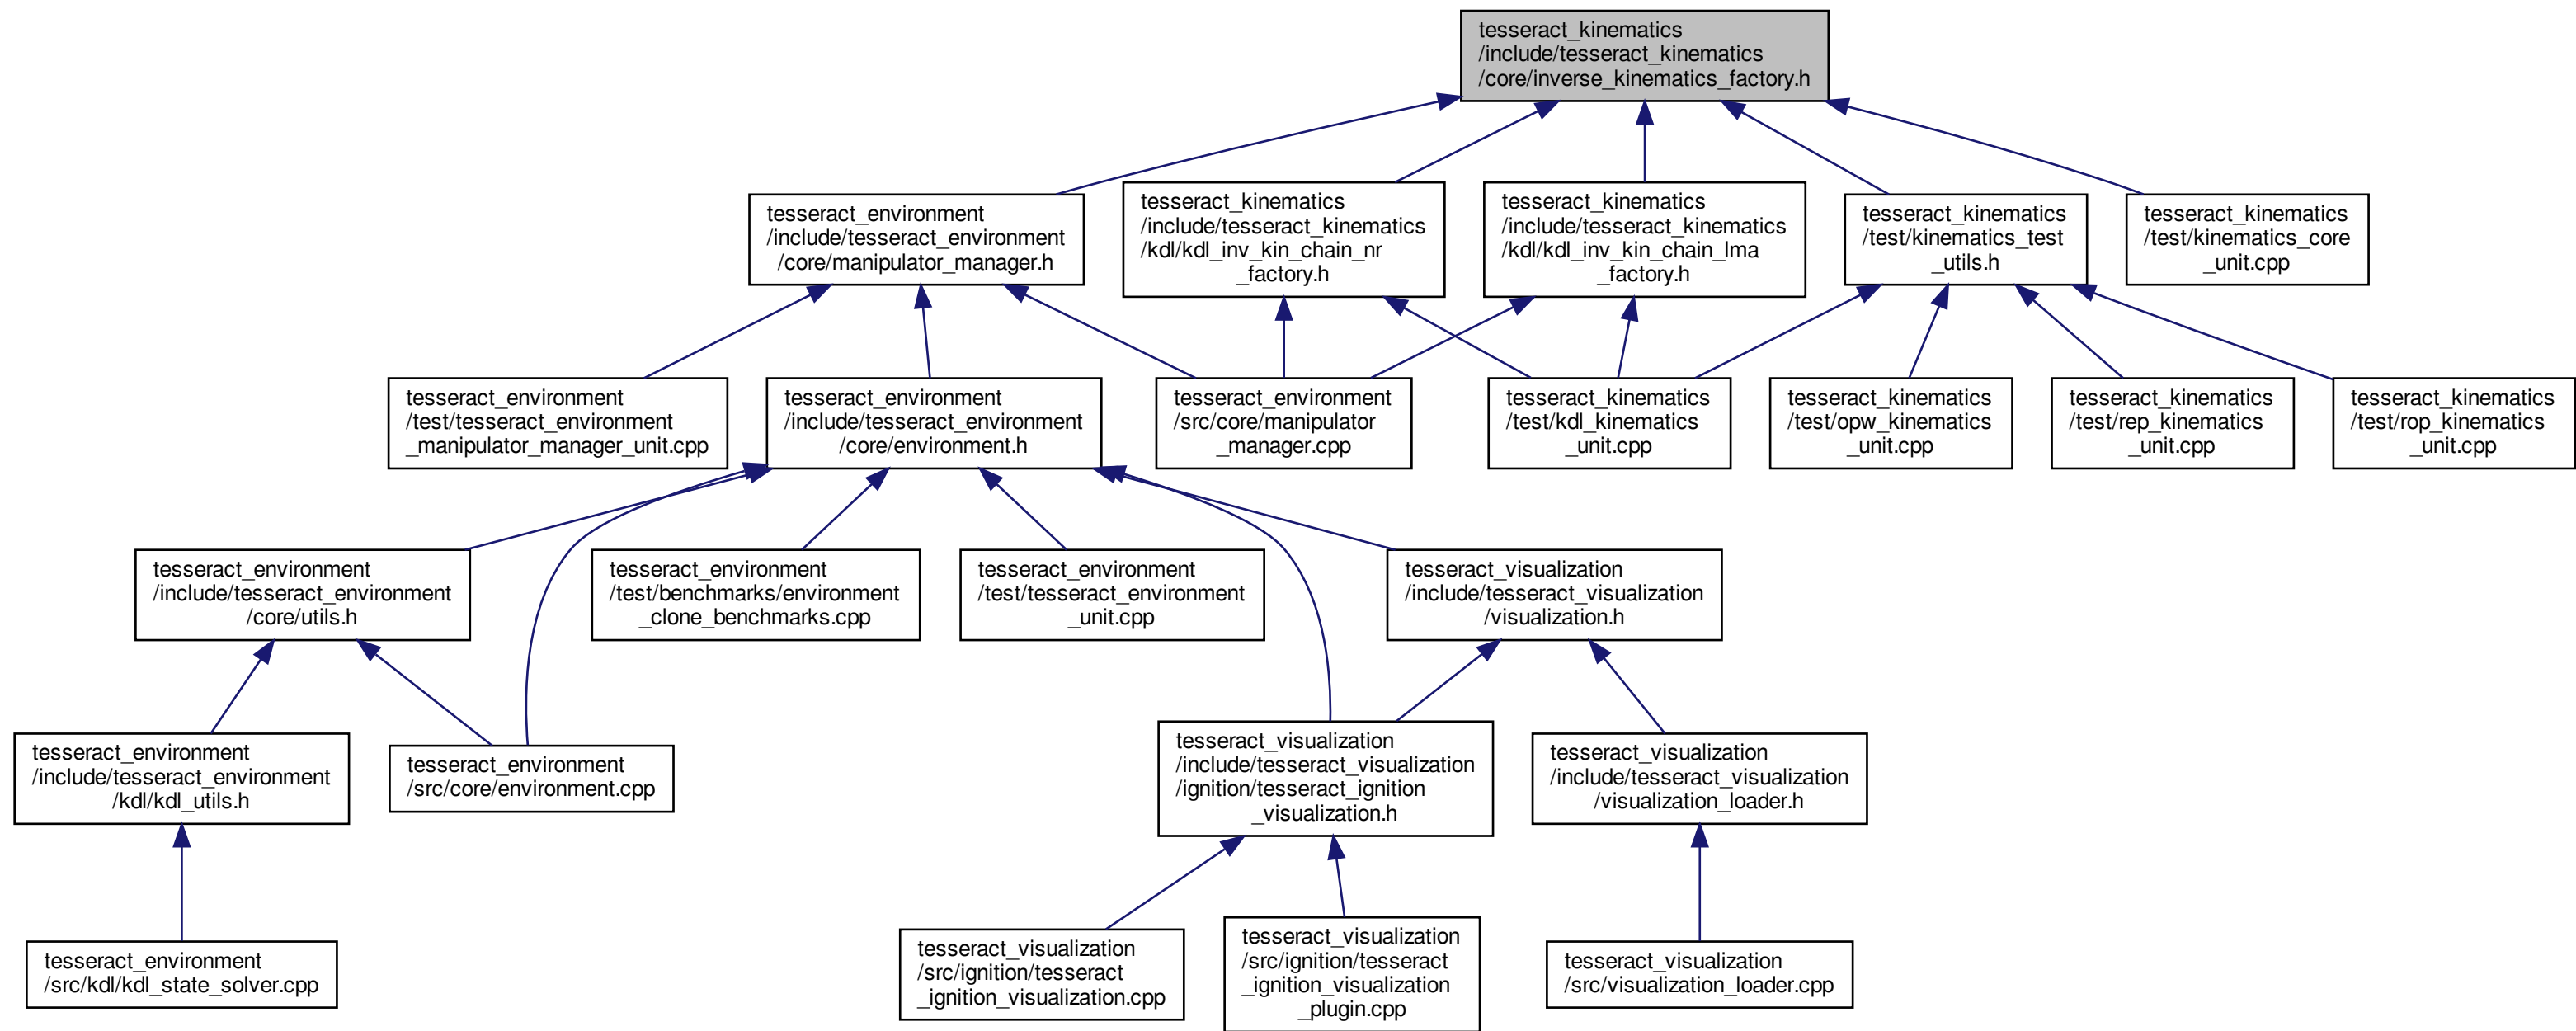 tesseract_kinematics
/include/tesseract_kinematics
/core/inverse_kinematics_factory.h
tesseract_environment
/include/tesseract_environment
/core/manipulator_manager.h
tesseract_kinematics
/include/tesseract_kinematics
/kdl/kdl_inv_kin_chain_nr
_factory.h
tesseract_kinematics
/include/tesseract_kinematics
/kdl/kdl_inv_kin_chain_lma
_factory.h
tesseract_kinematics
/test/kinematics_test
_utils.h
tesseract_kinematics
/test/kinematics_core
_unit.cpp
tesseract_environment
/test/tesseract_environment
_manipulator_manager_unit.cpp
tesseract_environment
/include/tesseract_environment
/core/environment.h
tesseract_environment
/src/core/manipulator
_manager.cpp
tesseract_kinematics
/test/kdl_kinematics
_unit.cpp
tesseract_kinematics
/test/opw_kinematics
_unit.cpp
tesseract_kinematics
/test/rep_kinematics
_unit.cpp
tesseract_kinematics
/test/rop_kinematics
_unit.cpp
tesseract_environment
/include/tesseract_environment
/core/utils.h
tesseract_environment
/test/benchmarks/environment
_clone_benchmarks.cpp
tesseract_environment
/test/tesseract_environment
_unit.cpp
tesseract_visualization
/include/tesseract_visualization
/visualization.h
tesseract_environment
/include/tesseract_environment
/kdl/kdl_utils.h
tesseract_environment
/src/core/environment.cpp
tesseract_visualization
/include/tesseract_visualization
/ignition/tesseract_ignition
_visualization.h
tesseract_visualization
/include/tesseract_visualization
/visualization_loader.h
tesseract_environment
/src/kdl/kdl_state_solver.cpp
tesseract_visualization
/src/ignition/tesseract
_ignition_visualization.cpp
tesseract_visualization
/src/ignition/tesseract
_ignition_visualization
_plugin.cpp
tesseract_visualization
/src/visualization_loader.cpp